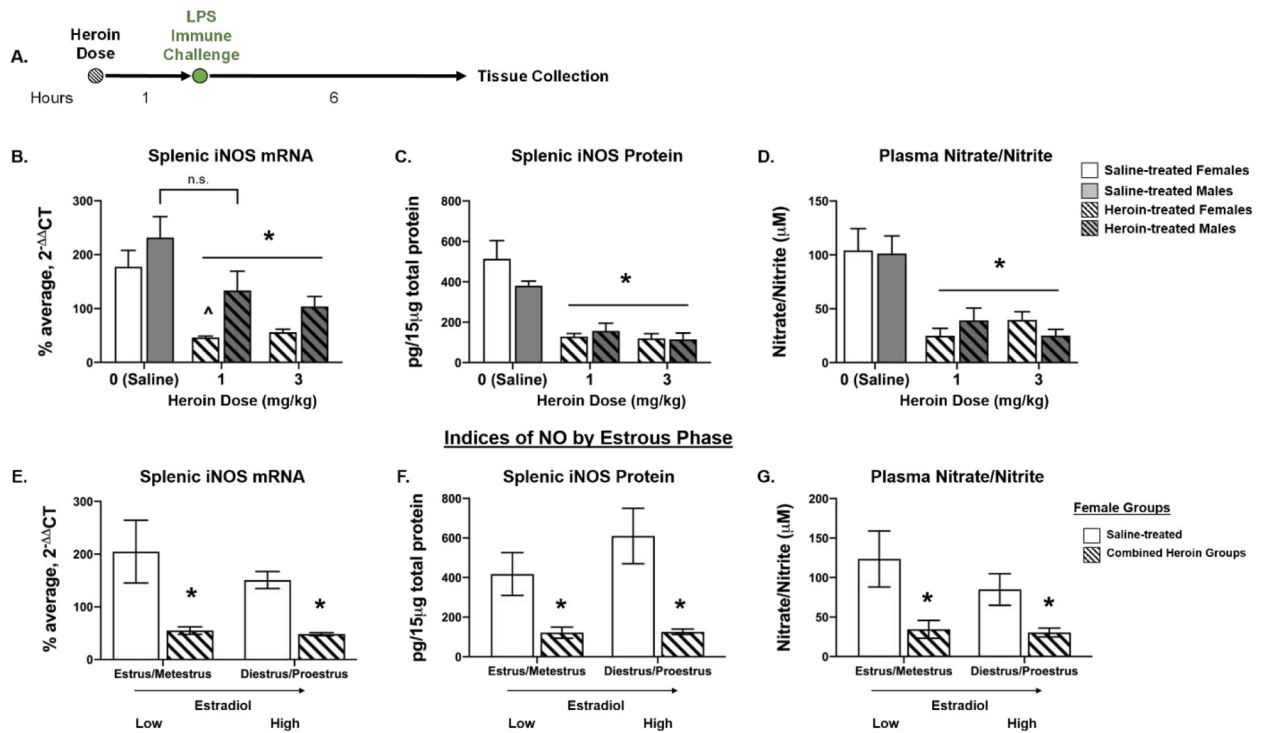 A.
Heroin
Dose
LPS
Immune
Challenge
Tissue Collection
Hours
1
6
B.
Splenic iNOS mRNA
% average, 2-ΔΔCT
300
200
100
0
n.s.
*
^
0 (Saline)
1
3
Heroin Dose (mg/kg)
C.
Splenic iNOS Protein
pg/15µg total protein
800
600
400
200
0
*
0 (Saline)
1
3
Heroin Dose (mg/kg)
D.
Plasma Nitrate/Nitrite
Nitrate/Nitrite (µM)
150
100
50
0
*
0 (Saline)
1
3
Heroin Dose (mg/kg)
Saline-treated Females
Saline-treated Males
Heroin-treated Females
Heroin-treated Males
Indices of NO by Estrous Phase
E.
Splenic iNOS mRNA
% average, 2-ΔΔCT
300
200
100
0
*
*
Estrus/Metestrus
Diestrus/Proestrus
Estradiol
Low
High
F.
Splenic iNOS Protein
pg/15µg total protein
800
600
400
200
0
*
*
Estrus/Metestrus
Diestrus/Proestrus
Estradiol
Low
High
G.
Plasma Nitrate/Nitrite
Nitrate/Nitrite (µM)
200
150
100
50
0
*
*
Estrus/Metestrus
Diestrus/Proestrus
Estradiol
Low
High
Female Groups
Saline-treated
Combined Heroin Groups